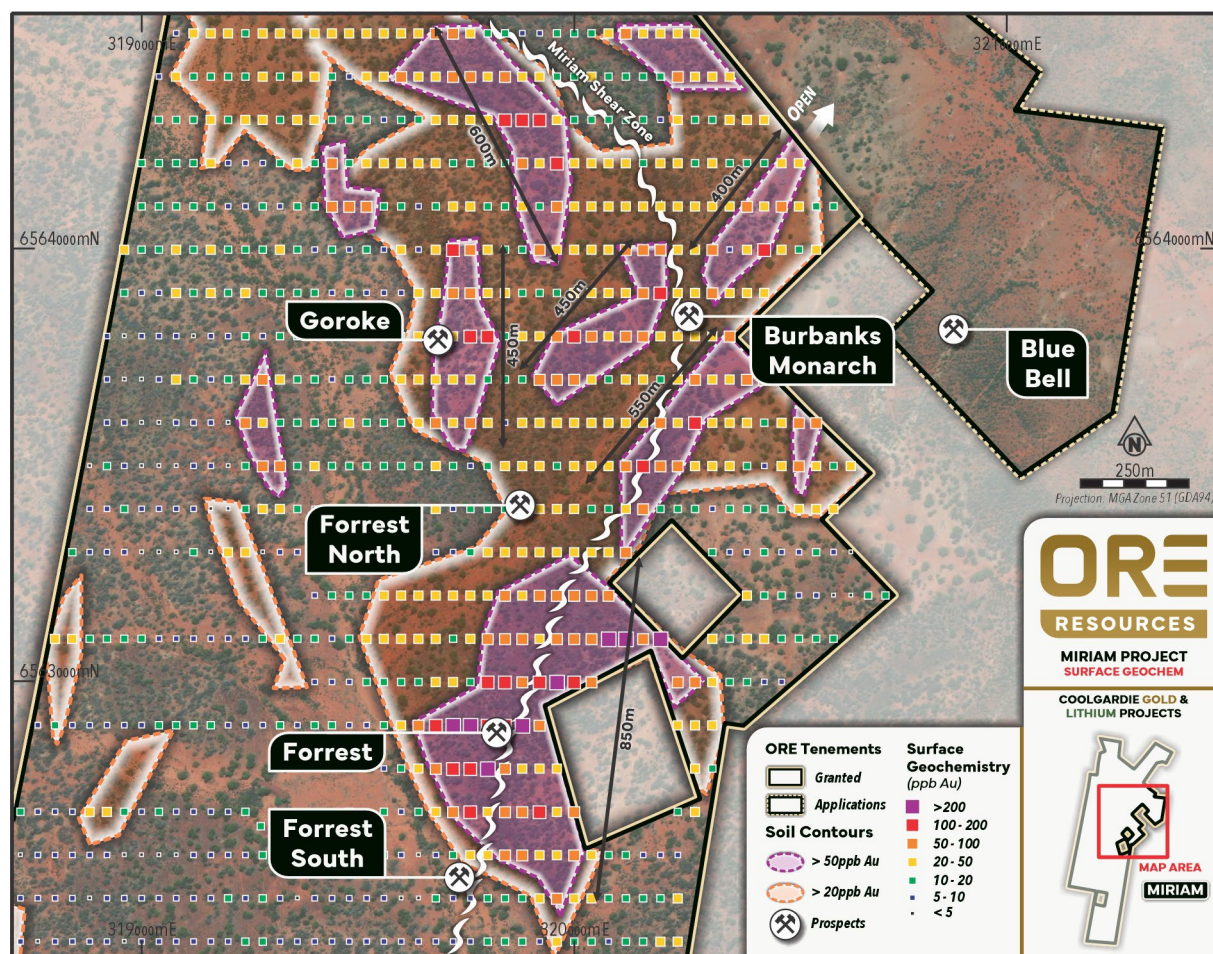 319000mE
321000mE
Miriam Shear Zone
OPEN
600m
400m
6564000mN
6564000mN
450m
450m
Goroke
Burbanks
Monarch
Blue
Bell
550m
N
250m
Projection: MGA Zone 51 (GDA94)
Forrest
North
ORE
RESOURCES
MIRIAM PROJECT
SURFACE GEOCHEM
COOLGARDIE GOLD &
LITHIUM PROJECTS
6563000mN
850m
Forrest
Forrest
South
ORE Tenements
Granted
Applications
Soil Contours
> 50ppb Au
> 20ppb Au
Prospects
Surface
Geochemistry
(ppb Au)
>200
100 - 200
50 - 100
20 - 50
10 - 20
5 - 10
< 5
MAP AREA
MIRIAM
319000mE
320000mE